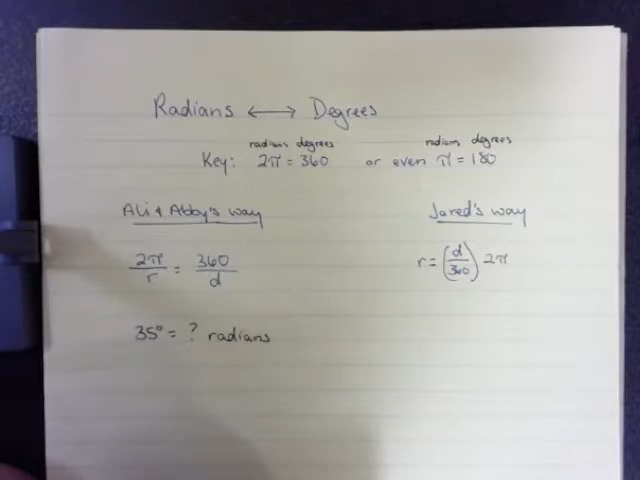 Radians ⟷ Degrees
radians degrees radians degrees
Key: 2π = 360 or even π = 180
Ali & Abby's way
2π/r = 360/d
35° = ? radians
Jared's way
r = (d/360) 2π